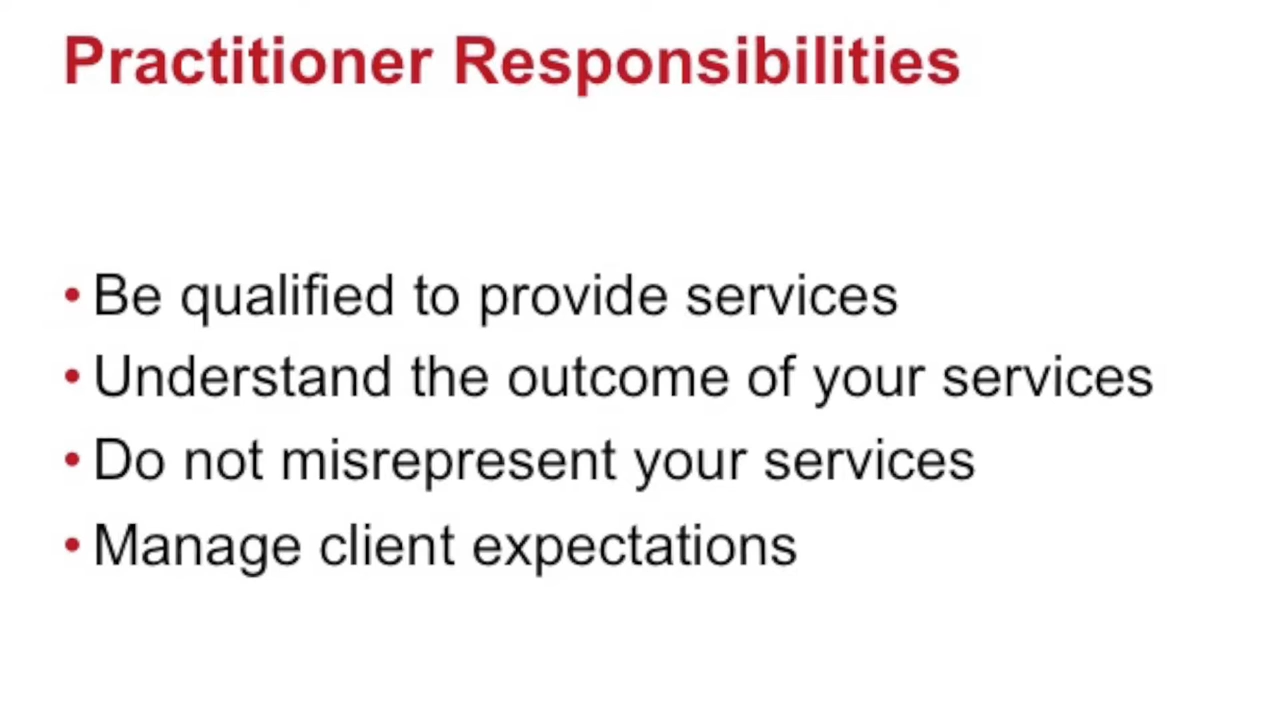 Practitioner Responsibilities
• Be qualified to provide services
• Understand the outcome of your services
• Do not misrepresent your services
• Manage client expectations